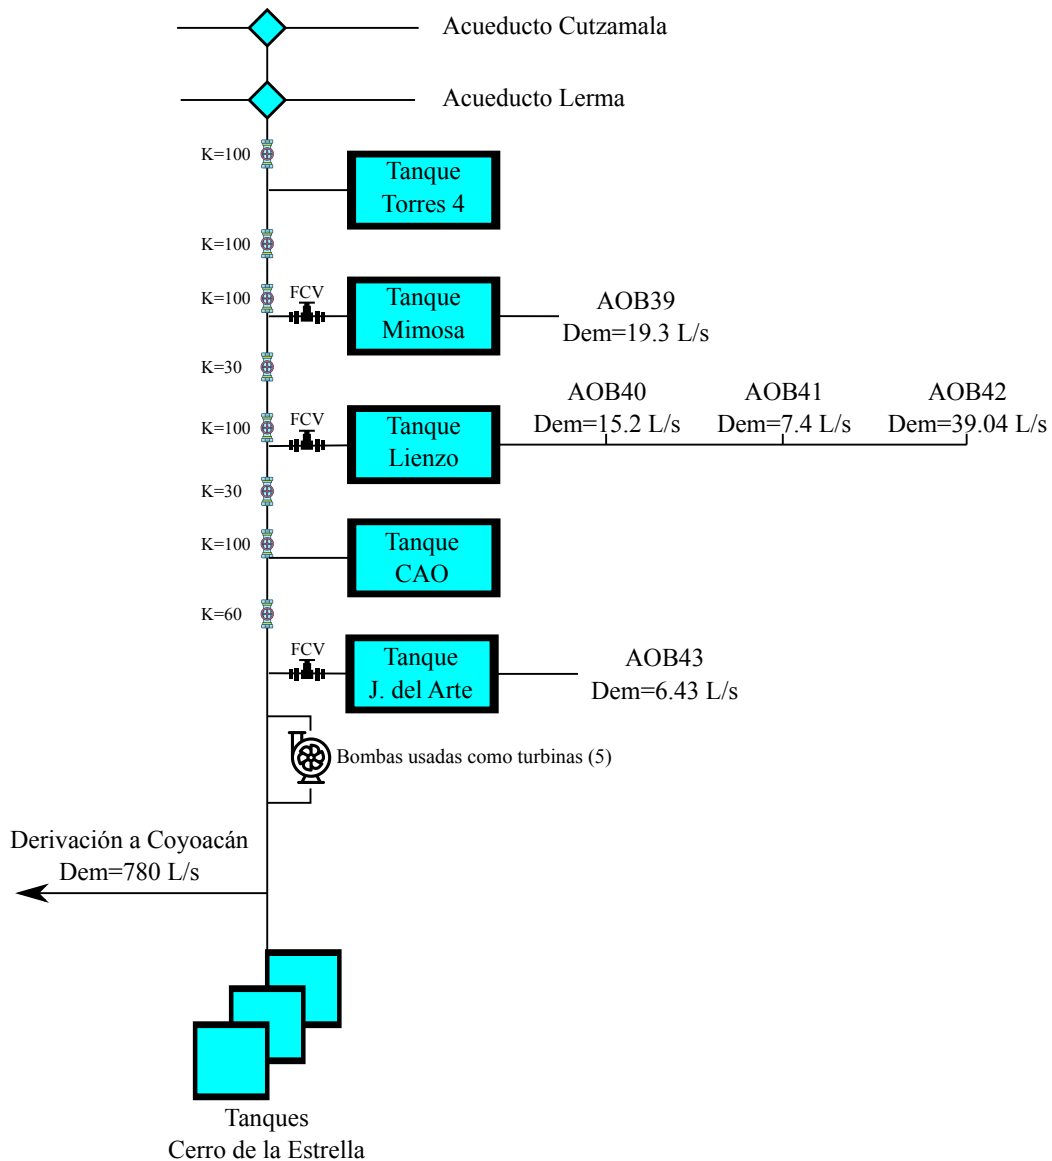 Acueducto Cutzamala
Acueducto Lerma
K=100
Tanque
Torres 4
K=100
K=100
FCV
Tanque
Mimosa
AOB39
Dem=19.3 L/s
K=30
K=100
FCV
Tanque
Lienzo
AOB40
Dem=15.2 L/s
AOB41
Dem=7.4 L/s
AOB42
Dem=39.04 L/s
K=30
K=100
Tanque
CAO
K=60
FCV
Tanque
J. del Arte
AOB43
Dem=6.43 L/s
Bombas usadas como turbinas (5)
Derivación a Coyoacán
Dem=780 L/s
Tanques
Cerro de la Estrella